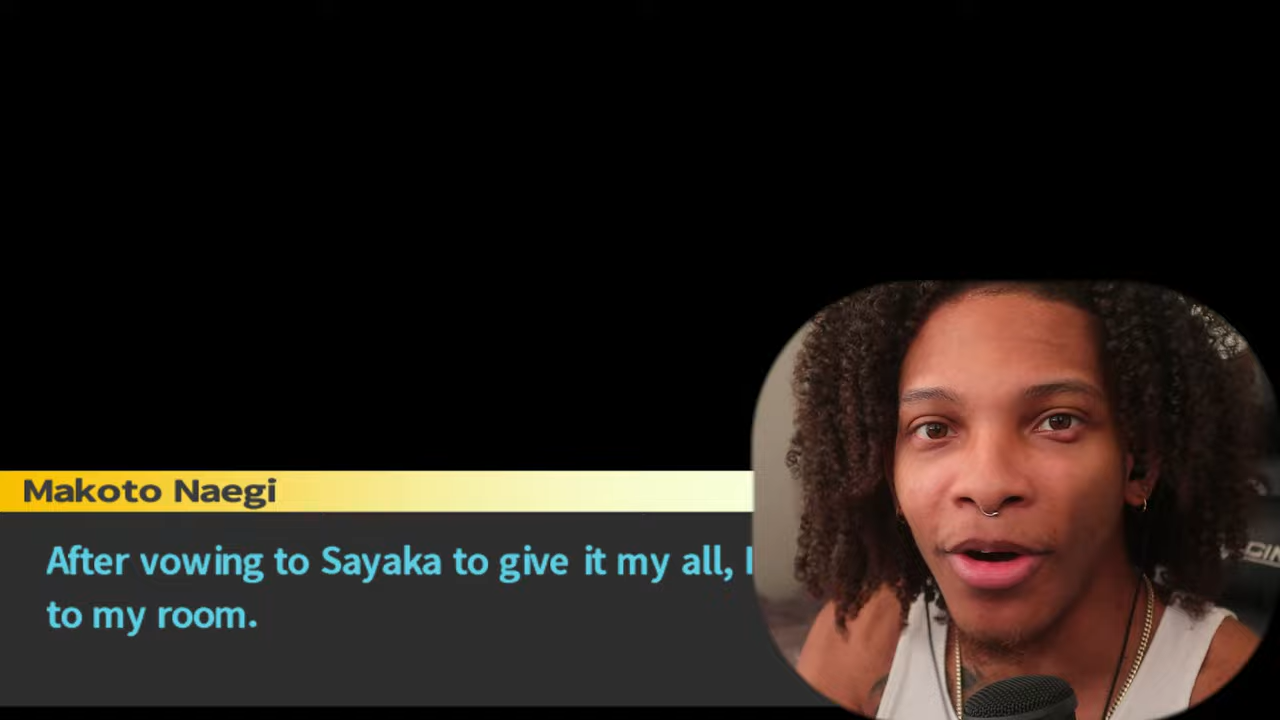 Makoto Naegi
After vowing to Sayaka to give it my all, I
to my room.